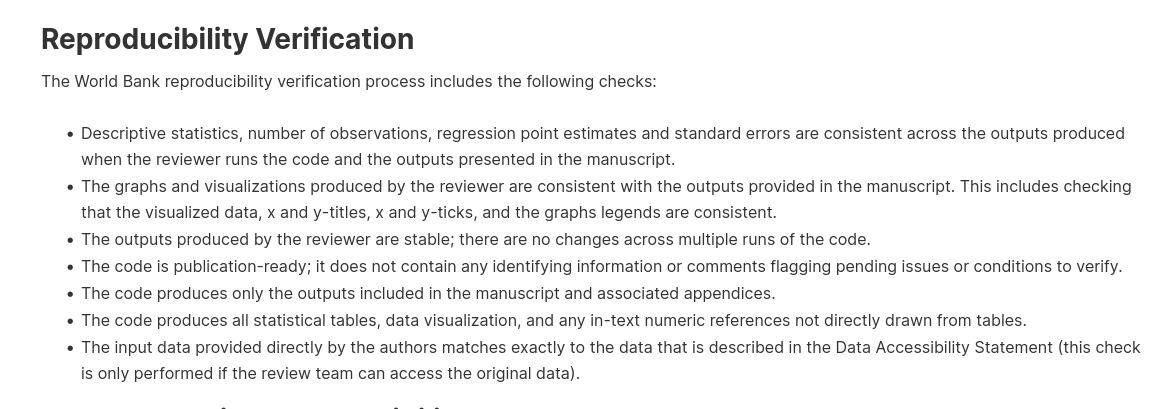 Reproducibility Verification
The World Bank reproducibility verification process includes the following checks:
• Descriptive statistics, number of observations, regression point estimates and standard errors are consistent across the outputs produced
when the reviewer runs the code and the outputs presented in the manuscript.
• The graphs and visualizations produced by the reviewer are consistent with the outputs provided in the manuscript. This includes checking
that the visualized data, x and y-titles, x and y-ticks, and the graphs legends are consistent.
• The outputs produced by the reviewer are stable; there are no changes across multiple runs of the code.
• The code is publication-ready; it does not contain any identifying information or comments flagging pending issues or conditions to verify.
• The code produces only the outputs included in the manuscript and associated appendices.
• The code produces all statistical tables, data visualization, and any in-text numeric references not directly drawn from tables.
• The input data provided directly by the authors matches exactly to the data that is described in the Data Accessibility Statement (this check
is only performed if the review team can access the original data).